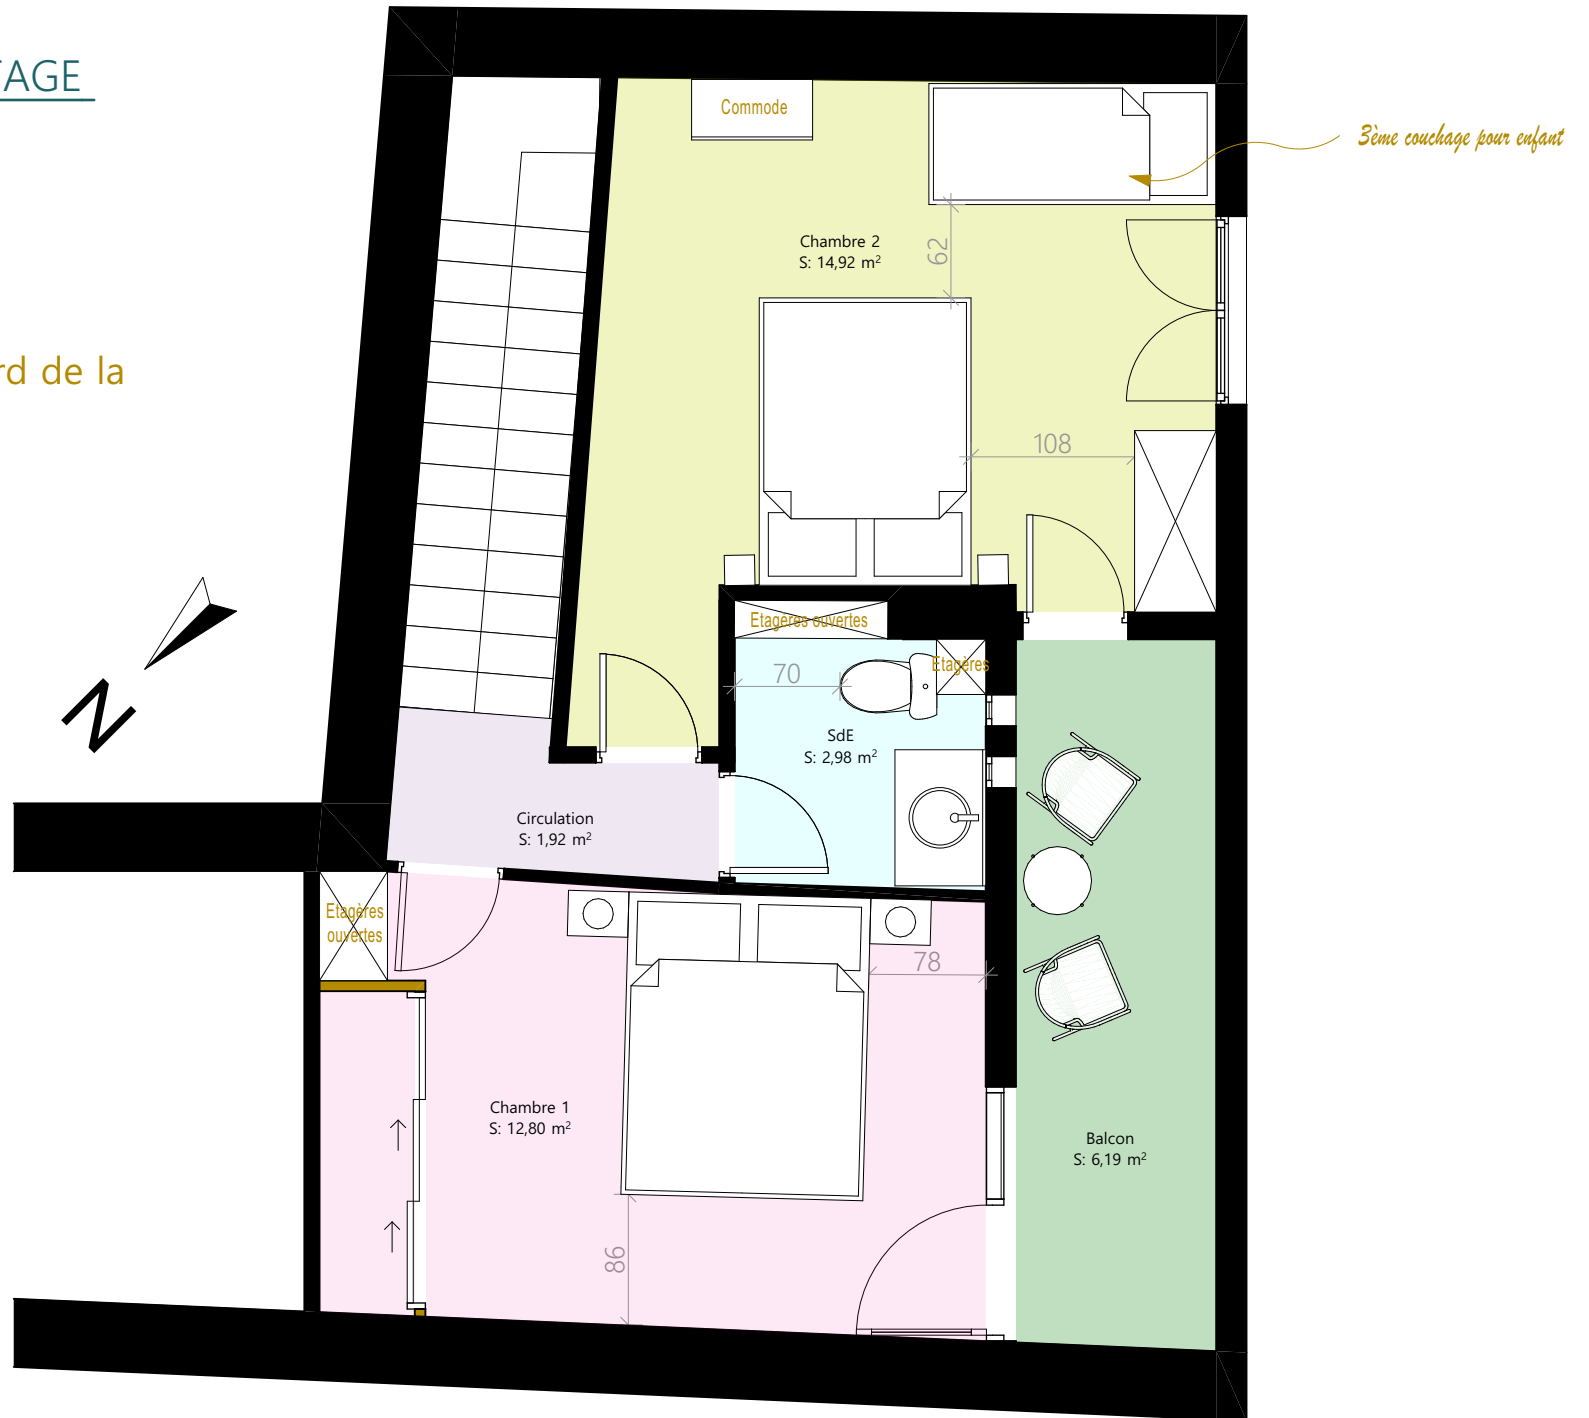 TAGE
Commode
3ème couchage pour enfant
Chambre 2
S: 14,92 m²
62
rd de la
108
Etagères ouvertes
Etagères
70
SdE
S: 2,98 m²
N
Circulation
S: 1,92 m²
Etagères
ouvertes
78
Chambre 1
S: 12,80 m²
Balcon
S: 6,19 m²
86